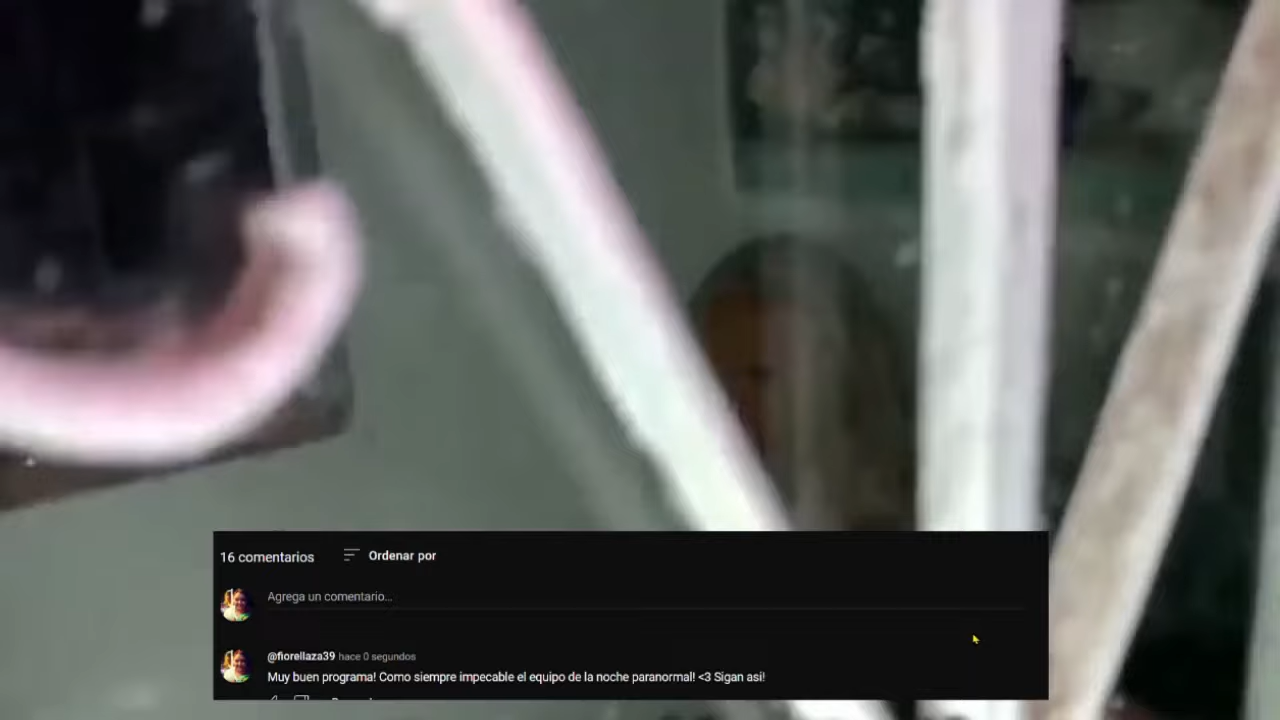 16 comentarios
Ordenar por
Agrega un comentario...
@fiorellaza39 hace 0 segundos
Muy buen programa! Como siempre impecable el equipo de la noche paranormal! <3 Sigan asi!